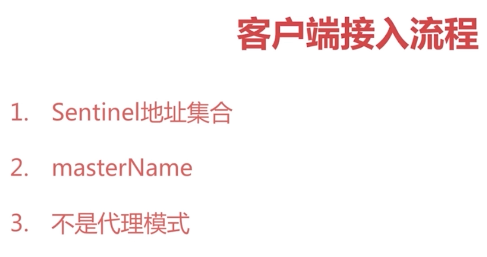 客户端接入流程
1. Sentinel地址集合
2. masterName
3. 不是代理模式